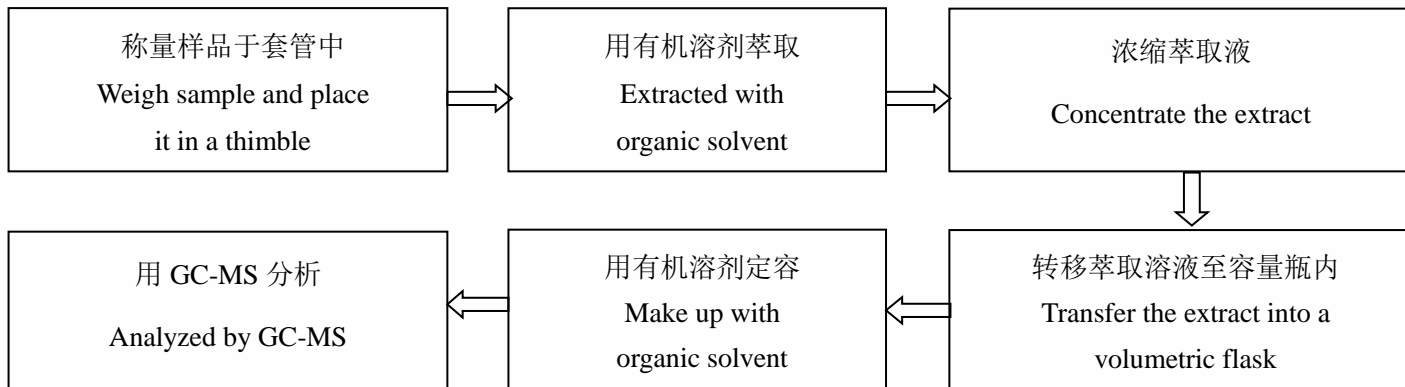 称量样品于套管中
Weigh sample and place
it in a thimble
用有机溶剂萃取
Extracted with
organic solvent
浓缩萃取液
Concentrate the extract
转移萃取溶液至容量瓶内
Transfer the extract into a
volumetric flask
用有机溶剂定容
Make up with
organic solvent
用 GC-MS 分析
Analyzed by GC-MS